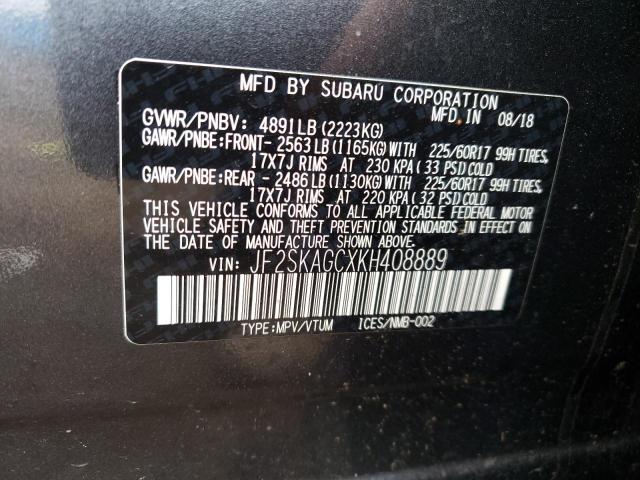 MFD BY SUBARU CORPORATION
MFD.IN 08/18
GVWR/PNBV: 4891LB(2223KG)
GAWR/PNBE:FRONT-2563LB(1165KG)WITH 225/60R17 99H TIRES,
17X7J RIMS AT 230 KPA(33 PSI)COLD
GAWR/PNBE:REAR -2486LB(1130KG)WITH 225/60R17 99H TIRES,
17X7J RIMS AT 220 KPA(32 PSI)COLD
THIS VEHICLE CONFORMS TO ALL APPLICABLE FEDERAL MOTOR
VEHICLE SAFETY AND THEFT PREVENTION STANDARDS IN EFFECT ON
THE DATE OF MANUFACTURE SHOWN ABOVE.
VIN: JF2SKAGCXKH408889
TYPE:MPV/VTUM ICES/NMB-002